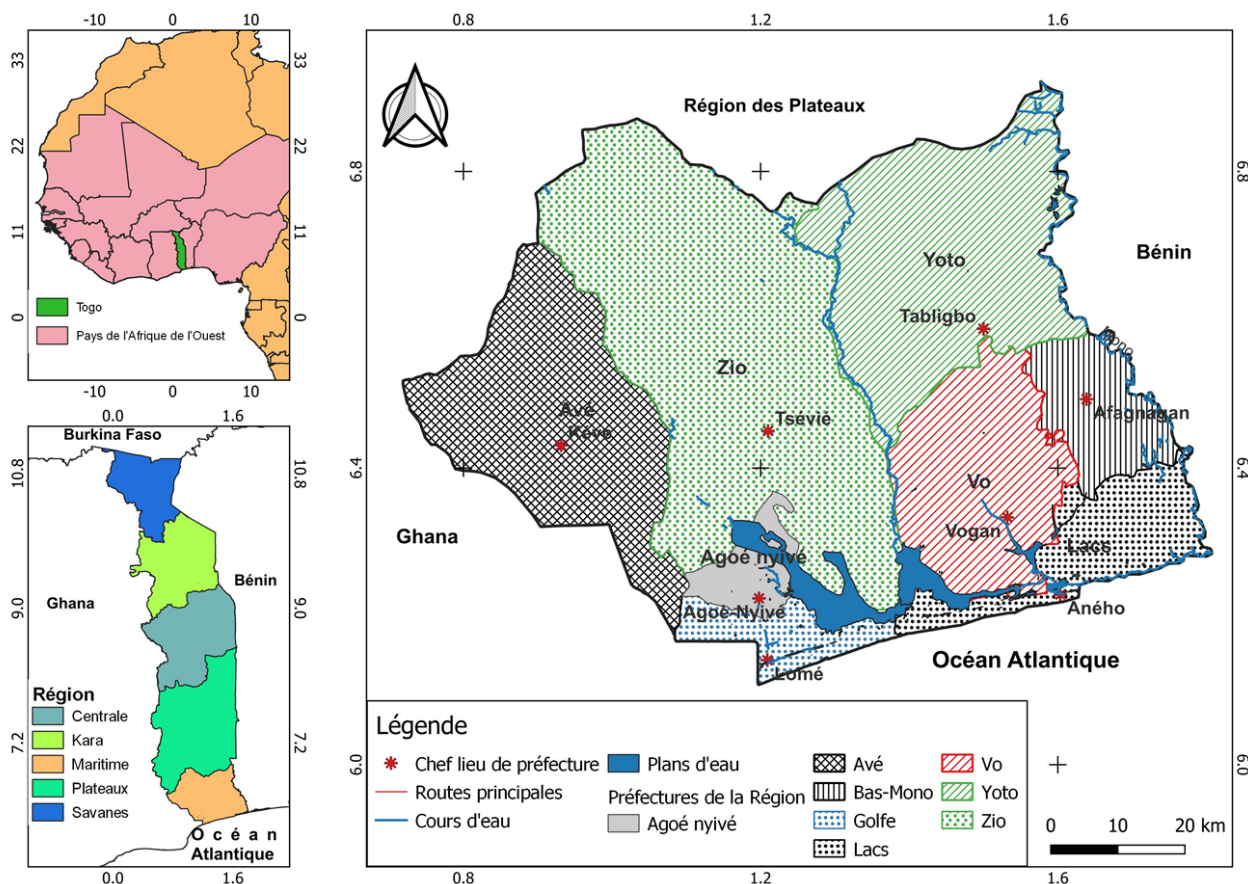 -10 0 10
33
22
11
0
33
22
11
0
Togo
Pays de l'Afrique de l'Ouest
-10 0 10
0.0 1.6
Burkina Faso
10.8
9.0
7.2
10.8
9.0
7.2
Bénin
Ghana
Région
Centrale
Kara
Maritime
Plateaux
Savanes
Océan
Atlantique
0.0 1.6
0.8 1.2 1.6
6.8
6.4
6.0
6.8
6.4
6.0
Région des Plateaux
Bénin
Yoto
Tabligbo
Zio
Mono
Avé
Kévé
Tsévié
Afagnagan
Vo
Vogan
Ghana
Agoé nyivé
Lacs
Agoè-Nyivé
Aného
Lomé
Océan Atlantique
Légende
Chef lieu de préfecture
Routes principales
Cours d'eau
Plans d'eau
Préfectures de la Région
Agoé nyivé
Avé
Bas-Mono
Golfe
Lacs
Vo
Yoto
Zio
0 10 20 km
0.8 1.2 1.6